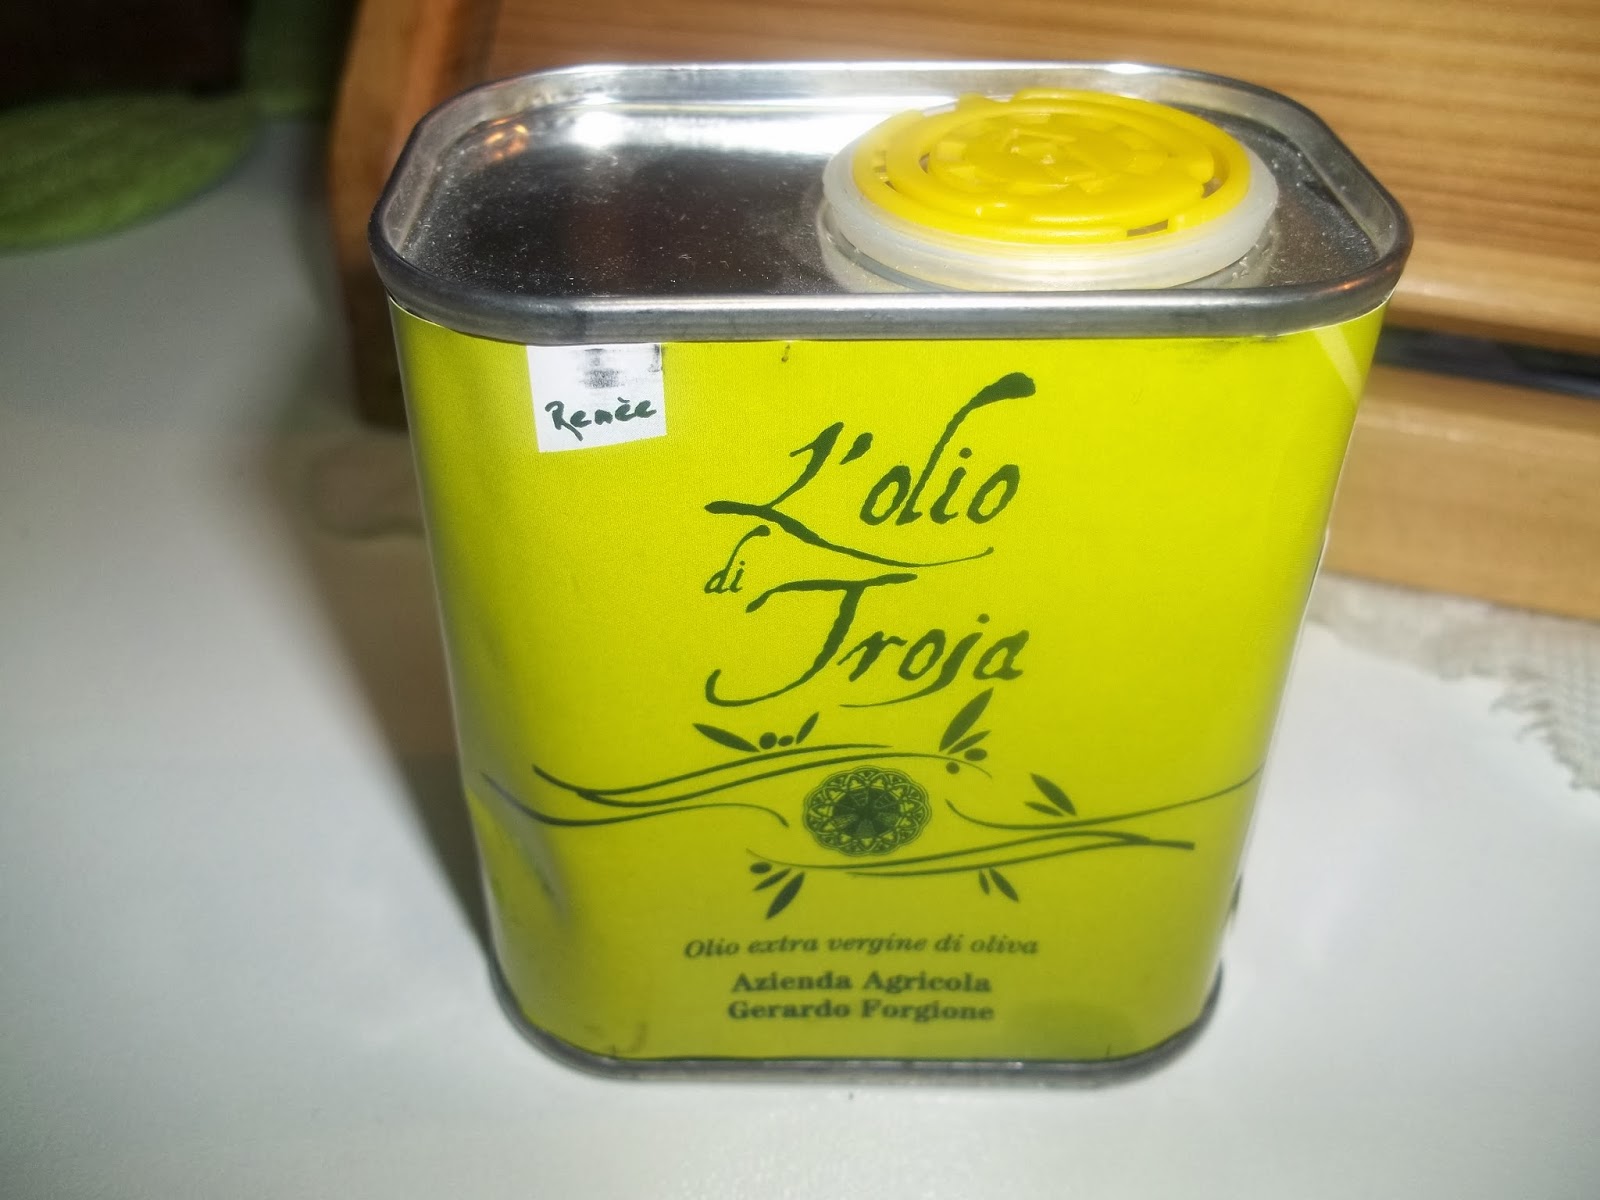 Renèe
L'olio
di
Troja
Olio extra vergine di oliva
Azienda Agricola
Gerardo Forgione